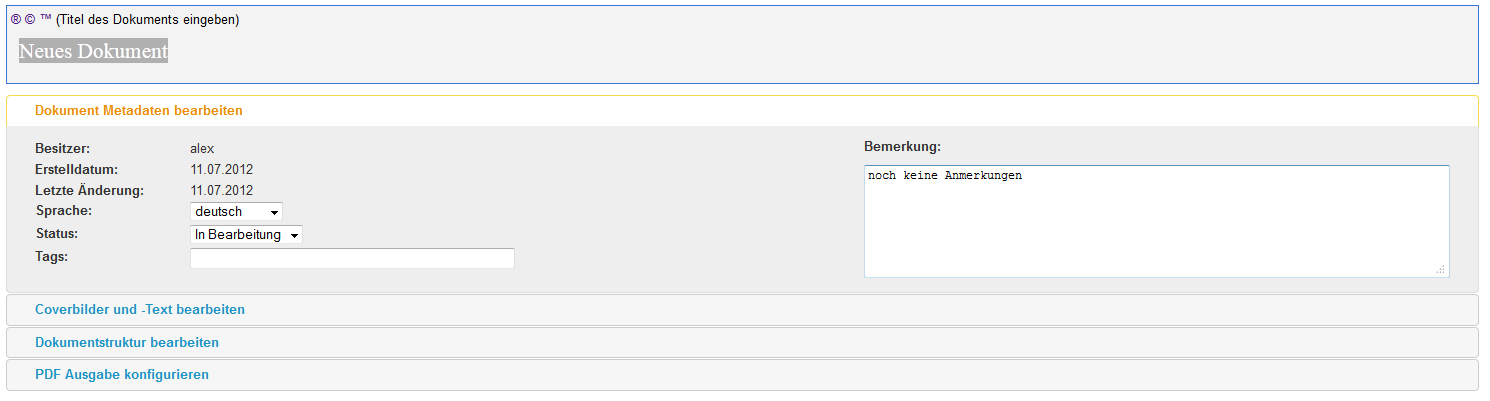 ® © ™ (Titel des Dokuments eingeben)
Neues Dokument
Dokument Metadaten bearbeiten
Besitzer: alex
Erstelldatum: 11.07.2012
Letzte Änderung: 11.07.2012
Sprache: deutsch
Status: In Bearbeitung
Tags:
Bemerkung:
noch keine Anmerkungen
Coverbilder und -Text bearbeiten
Dokumentstruktur bearbeiten
PDF Ausgabe konfigurieren